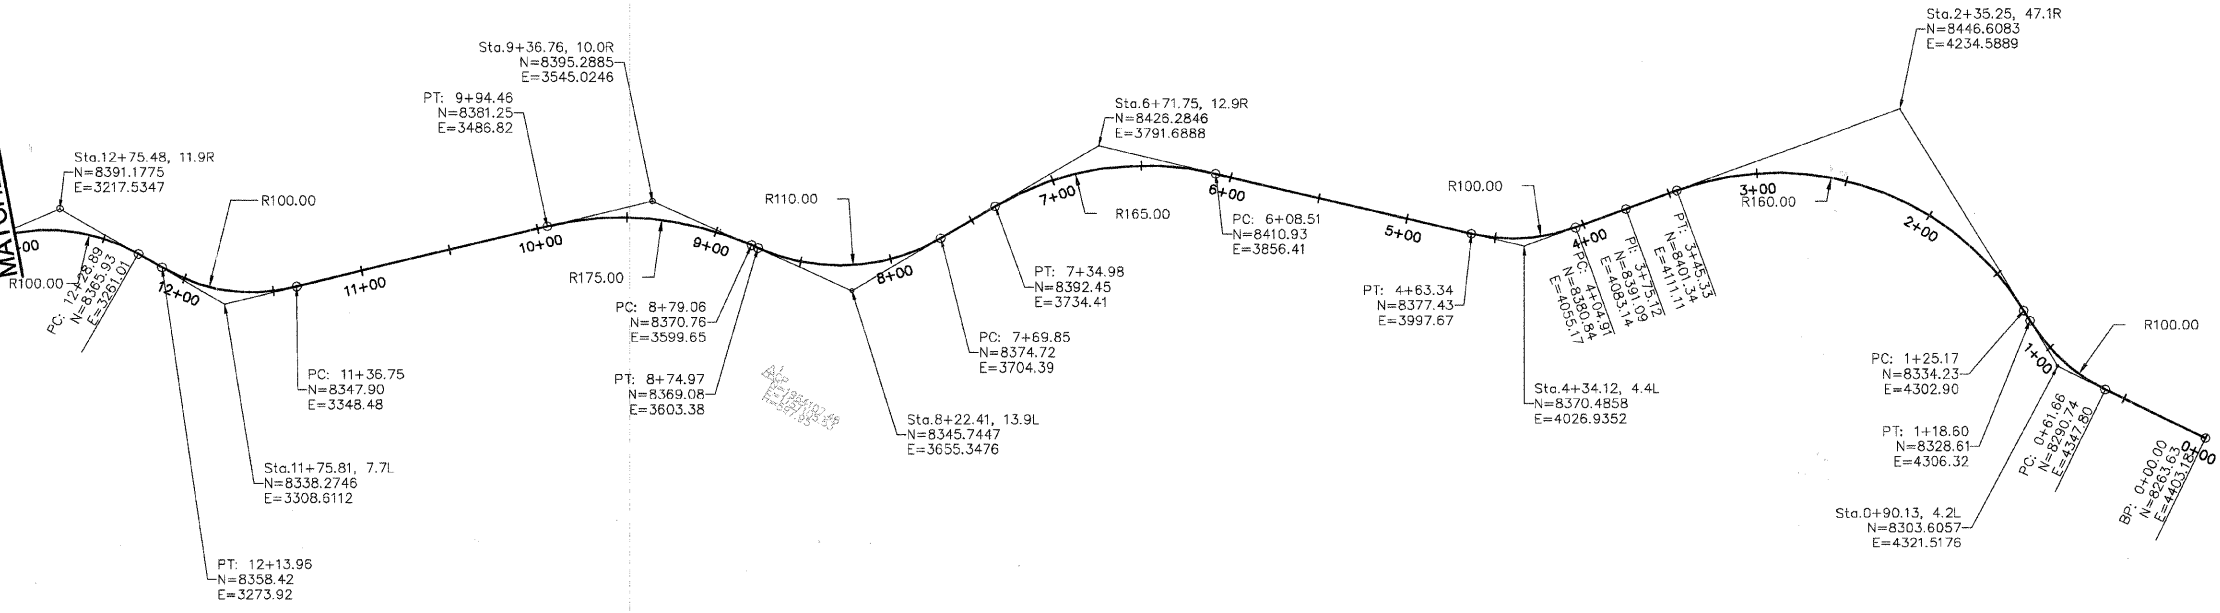 Sta.2+35.25, 47.1R
N=8446.6083
E=4234.5889
Sta.9+36.76, 10.0R
N=8395.2885
E=3545.0246
PT: 9+94.46
N=8381.25
E=3486.82
Sta.6+71.75, 12.9R
N=8426.2846
E=3791.6888
Sta.12+75.48, 11.9R
N=8391.1775
E=3217.5347
R100.00
R110.00
R165.00
R100.00
3+00
R160.00
7+00
6+00
PC: 6+08.51
N=8410.93
E=3856.41
5+00
4+00
2+00
+00
R100.00
PC: 12+28.89
N=8365.93
E=3261.01
12+00
11+00
10+00
9+00
8+00
R175.00
PT: 7+34.98
N=8392.45
E=3734.41
PT: 4+63.34
N=8377.43
E=3997.67
PC: 4+04.91
N=8380.84
E=4055.17
PI: 3+75.12
N=8391.09
E=4083.14
PT: 3+45.33
N=8401.34
E=4111.11
PC: 8+79.06
N=8370.76
E=3599.65
PC: 7+69.85
N=8374.72
E=3704.39
R100.00
1+00
PC: 1+25.17
N=8334.23
E=4302.90
PC: 11+36.75
N=8347.90
E=3348.48
PT: 8+74.97
N=8369.08
E=3603.38
Sta.4+34.12, 4.4L
N=8370.4858
E=4026.9352
Sta.8+22.41, 13.9L
N=8345.7447
E=3655.3476
PT: 1+18.60
N=8328.61
E=4306.32
PC: 0+61.66
N=8290.74
E=4347.80
BP: 0+00.00
N=8263.63
E=4403.18
0+00
Sta.11+75.81, 7.7L
N=8338.2746
E=3308.6112
Sta.0+90.13, 4.2L
N=8303.6057
E=4321.5176
PT: 12+13.96
N=8358.42
E=3273.92